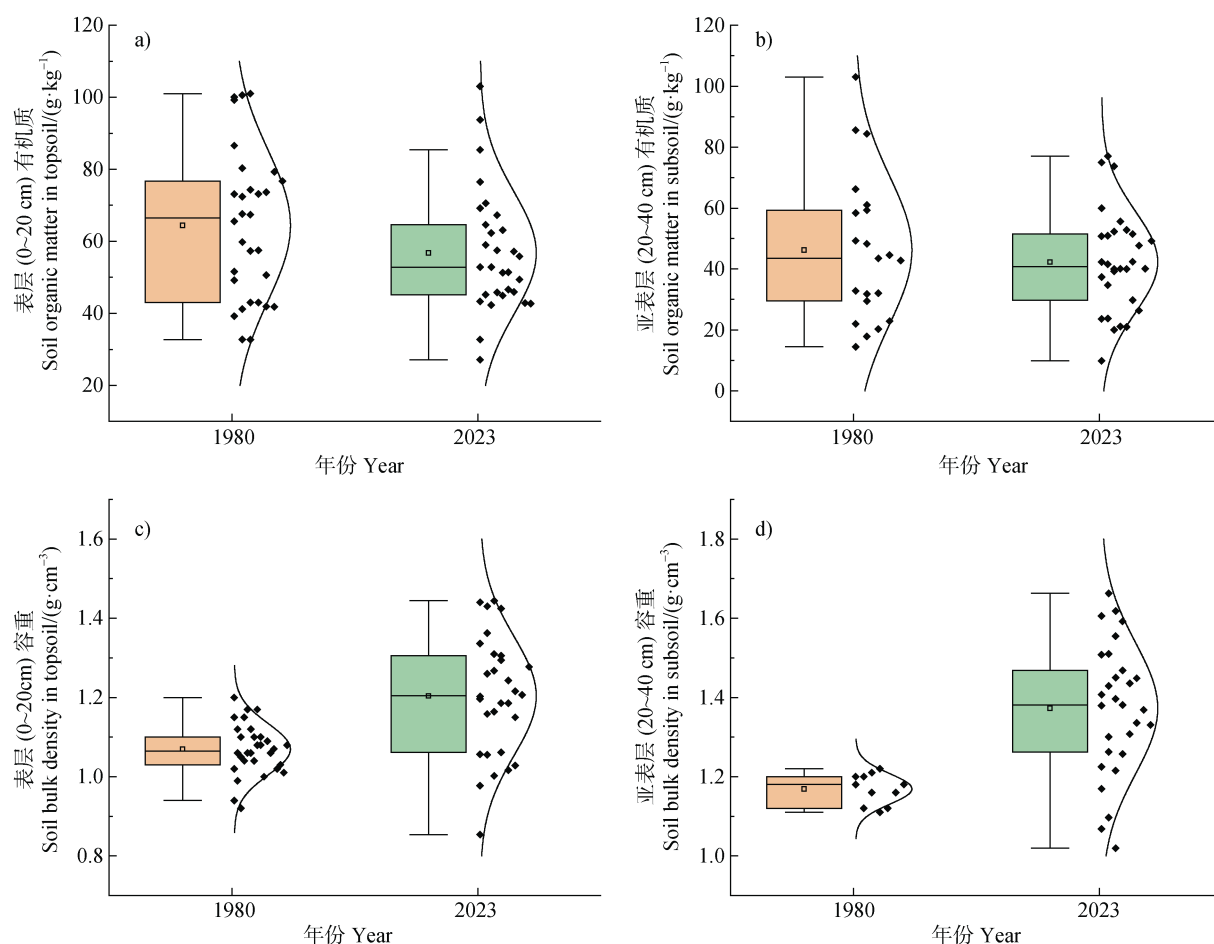 a)
120
100
80
60
40
20
表层 (0~20 cm) 有机质
Soil organic matter in topsoil/(g·kg⁻¹)
1980
2023
年份 Year
b)
120
100
80
60
40
20
0
亚表层 (20~40 cm) 有机质
Soil organic matter in subsoil/(g·kg⁻¹)
1980
2023
年份 Year
c)
1.6
1.4
1.2
1.0
0.8
表层 (0~20cm) 容重
Soil bulk density in topsoil/(g·cm⁻³)
1980
2023
年份 Year
d)
1.8
1.6
1.4
1.2
1.0
亚表层 (20~40 cm) 容重
Soil bulk density in subsoil/(g·cm⁻³)
1980
2023
年份 Year